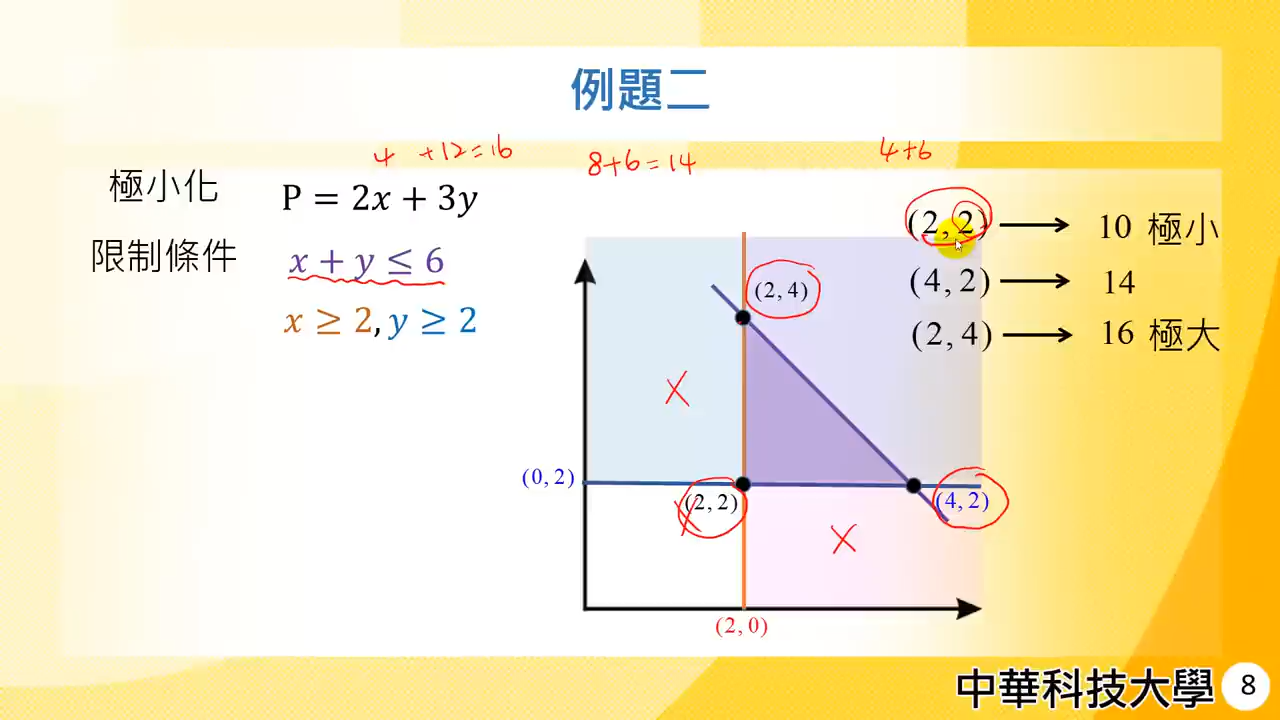 例題二
4 +12=16
8+6=14
4+6
極小化 P = 2x + 3y
限制條件 x + y ≤ 6
x ≥ 2, y ≥ 2
(2, 2) → 10 極小
(4, 2) → 14
(2, 4) → 16 極大
(2, 4)
X
(0, 2)
(2, 2)
(4, 2)
X
(2, 0)
中華科技大學 8